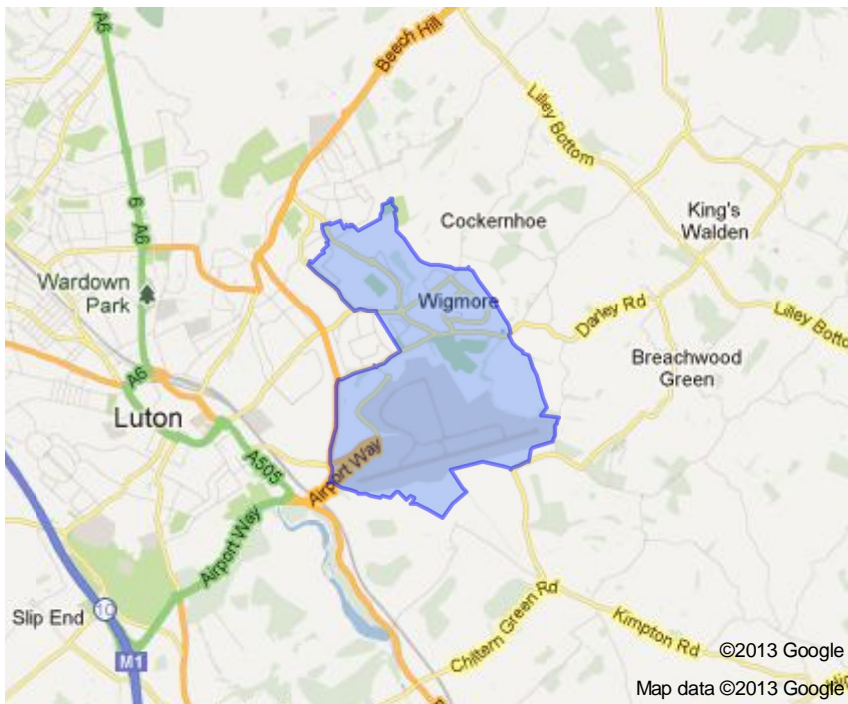 A6
Beech Hill
Lilley Bottom
6
A6
Cockernhoe
King's
Walden
Wardown
Park
Wigmore
Darley Rd
Lilley Botto
Breachwood
Green
A6
Luton
A505
Airport Way
Airport Way
Slip End
10
M1
Chiltern Green Rd
Kimpton Rd
©2013 Google
Map data ©2013 Google